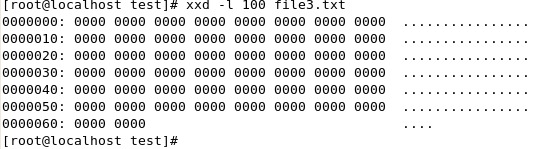 [root@localhost test]# xxd -l 100 file3.txt
0000000: 0000 0000 0000 0000 0000 0000 0000 0000  ................
0000010: 0000 0000 0000 0000 0000 0000 0000 0000  ................
0000020: 0000 0000 0000 0000 0000 0000 0000 0000  ................
0000030: 0000 0000 0000 0000 0000 0000 0000 0000  ................
0000040: 0000 0000 0000 0000 0000 0000 0000 0000  ................
0000050: 0000 0000 0000 0000 0000 0000 0000 0000  ................
0000060: 0000 0000                                ....
[root@localhost test]#